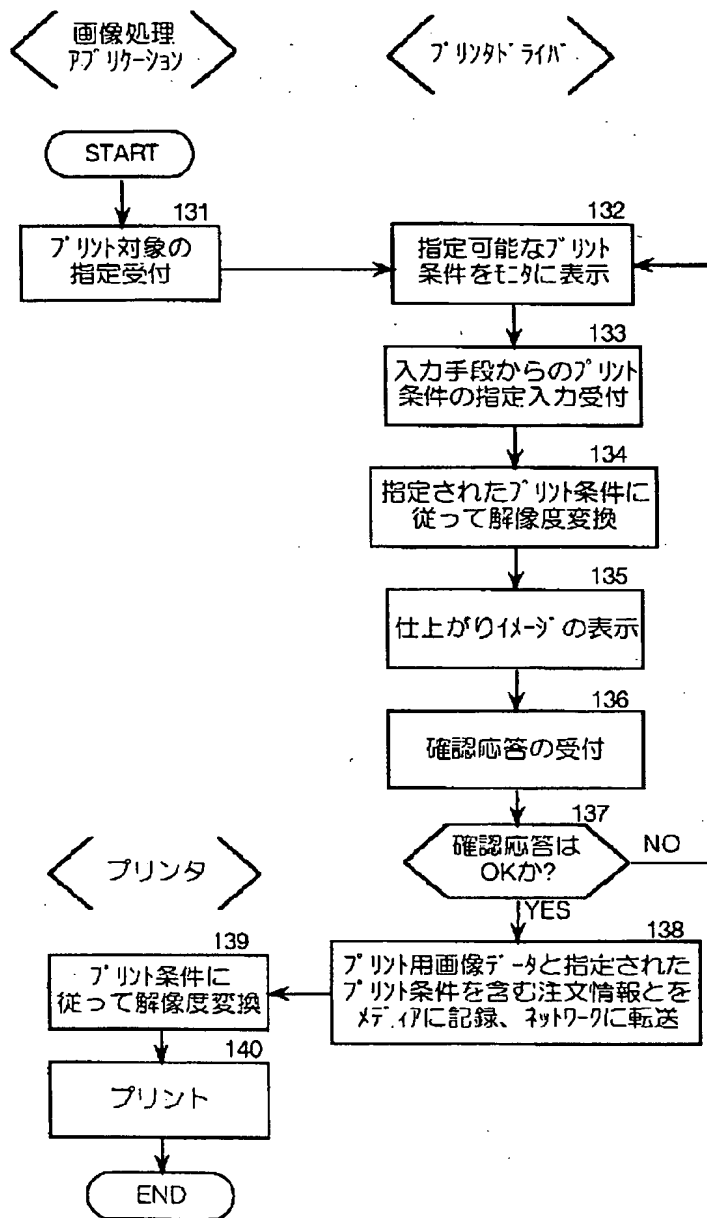 画像処理
アプリケーション
プリンタドライバ
START
131
プリント対象の
指定受付
132
指定可能なプリント
条件をモニタに表示
133
入力手段からのプリント
条件の指定入力受付
134
指定されたプリント条件に
従って解像度変換
135
仕上がりイメージの表示
136
確認応答の受付
137
確認応答は
OKか?
NO
YES
138
プリント用画像データと指定された
プリント条件を含む注文情報とを
メディアに記録、ネットワークに転送
プリンタ
139
プリント条件に
従って解像度変換
140
プリント
END